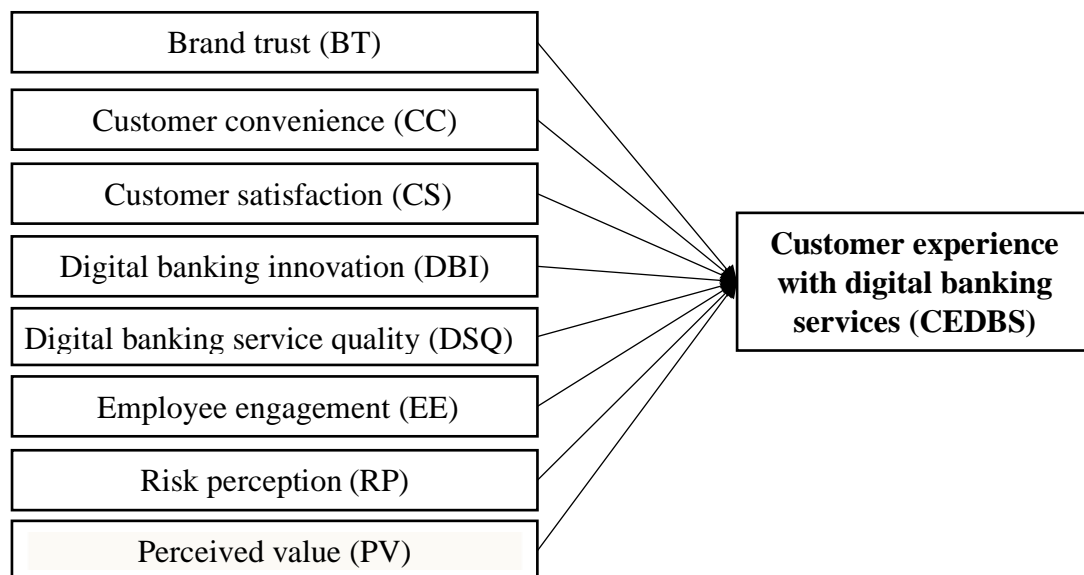 Brand trust (BT)
Customer convenience (CC)
Customer satisfaction (CS)
Digital banking innovation (DBI)
Digital banking service quality (DSQ)
Employee engagement (EE)
Risk perception (RP)
Perceived value (PV)
Customer experience
with digital banking
services (CEDBS)